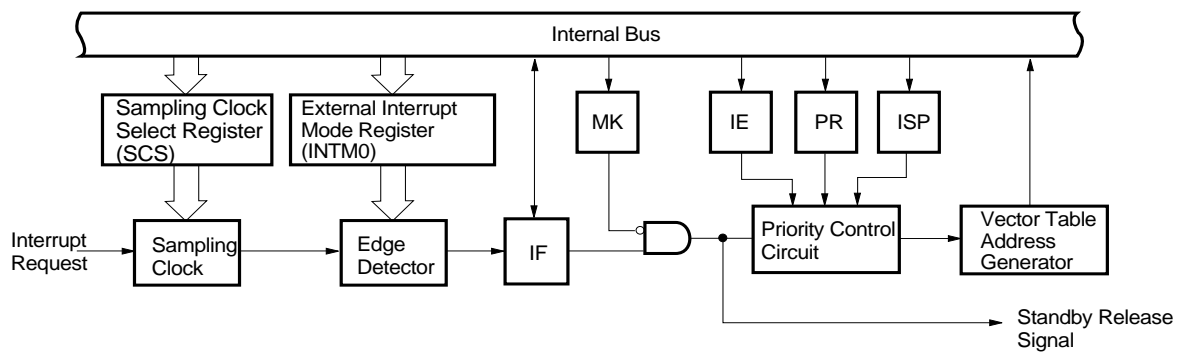 Internal Bus
Sampling Clock
Select Register
(SCS)
External Interrupt
Mode Register
(INTM0)
MK
IE
PR
ISP
Interrupt
Request
Sampling
Clock
Edge
Detector
IF
Priority Control
Circuit
Vector Table
Address
Generator
Standby Release
Signal